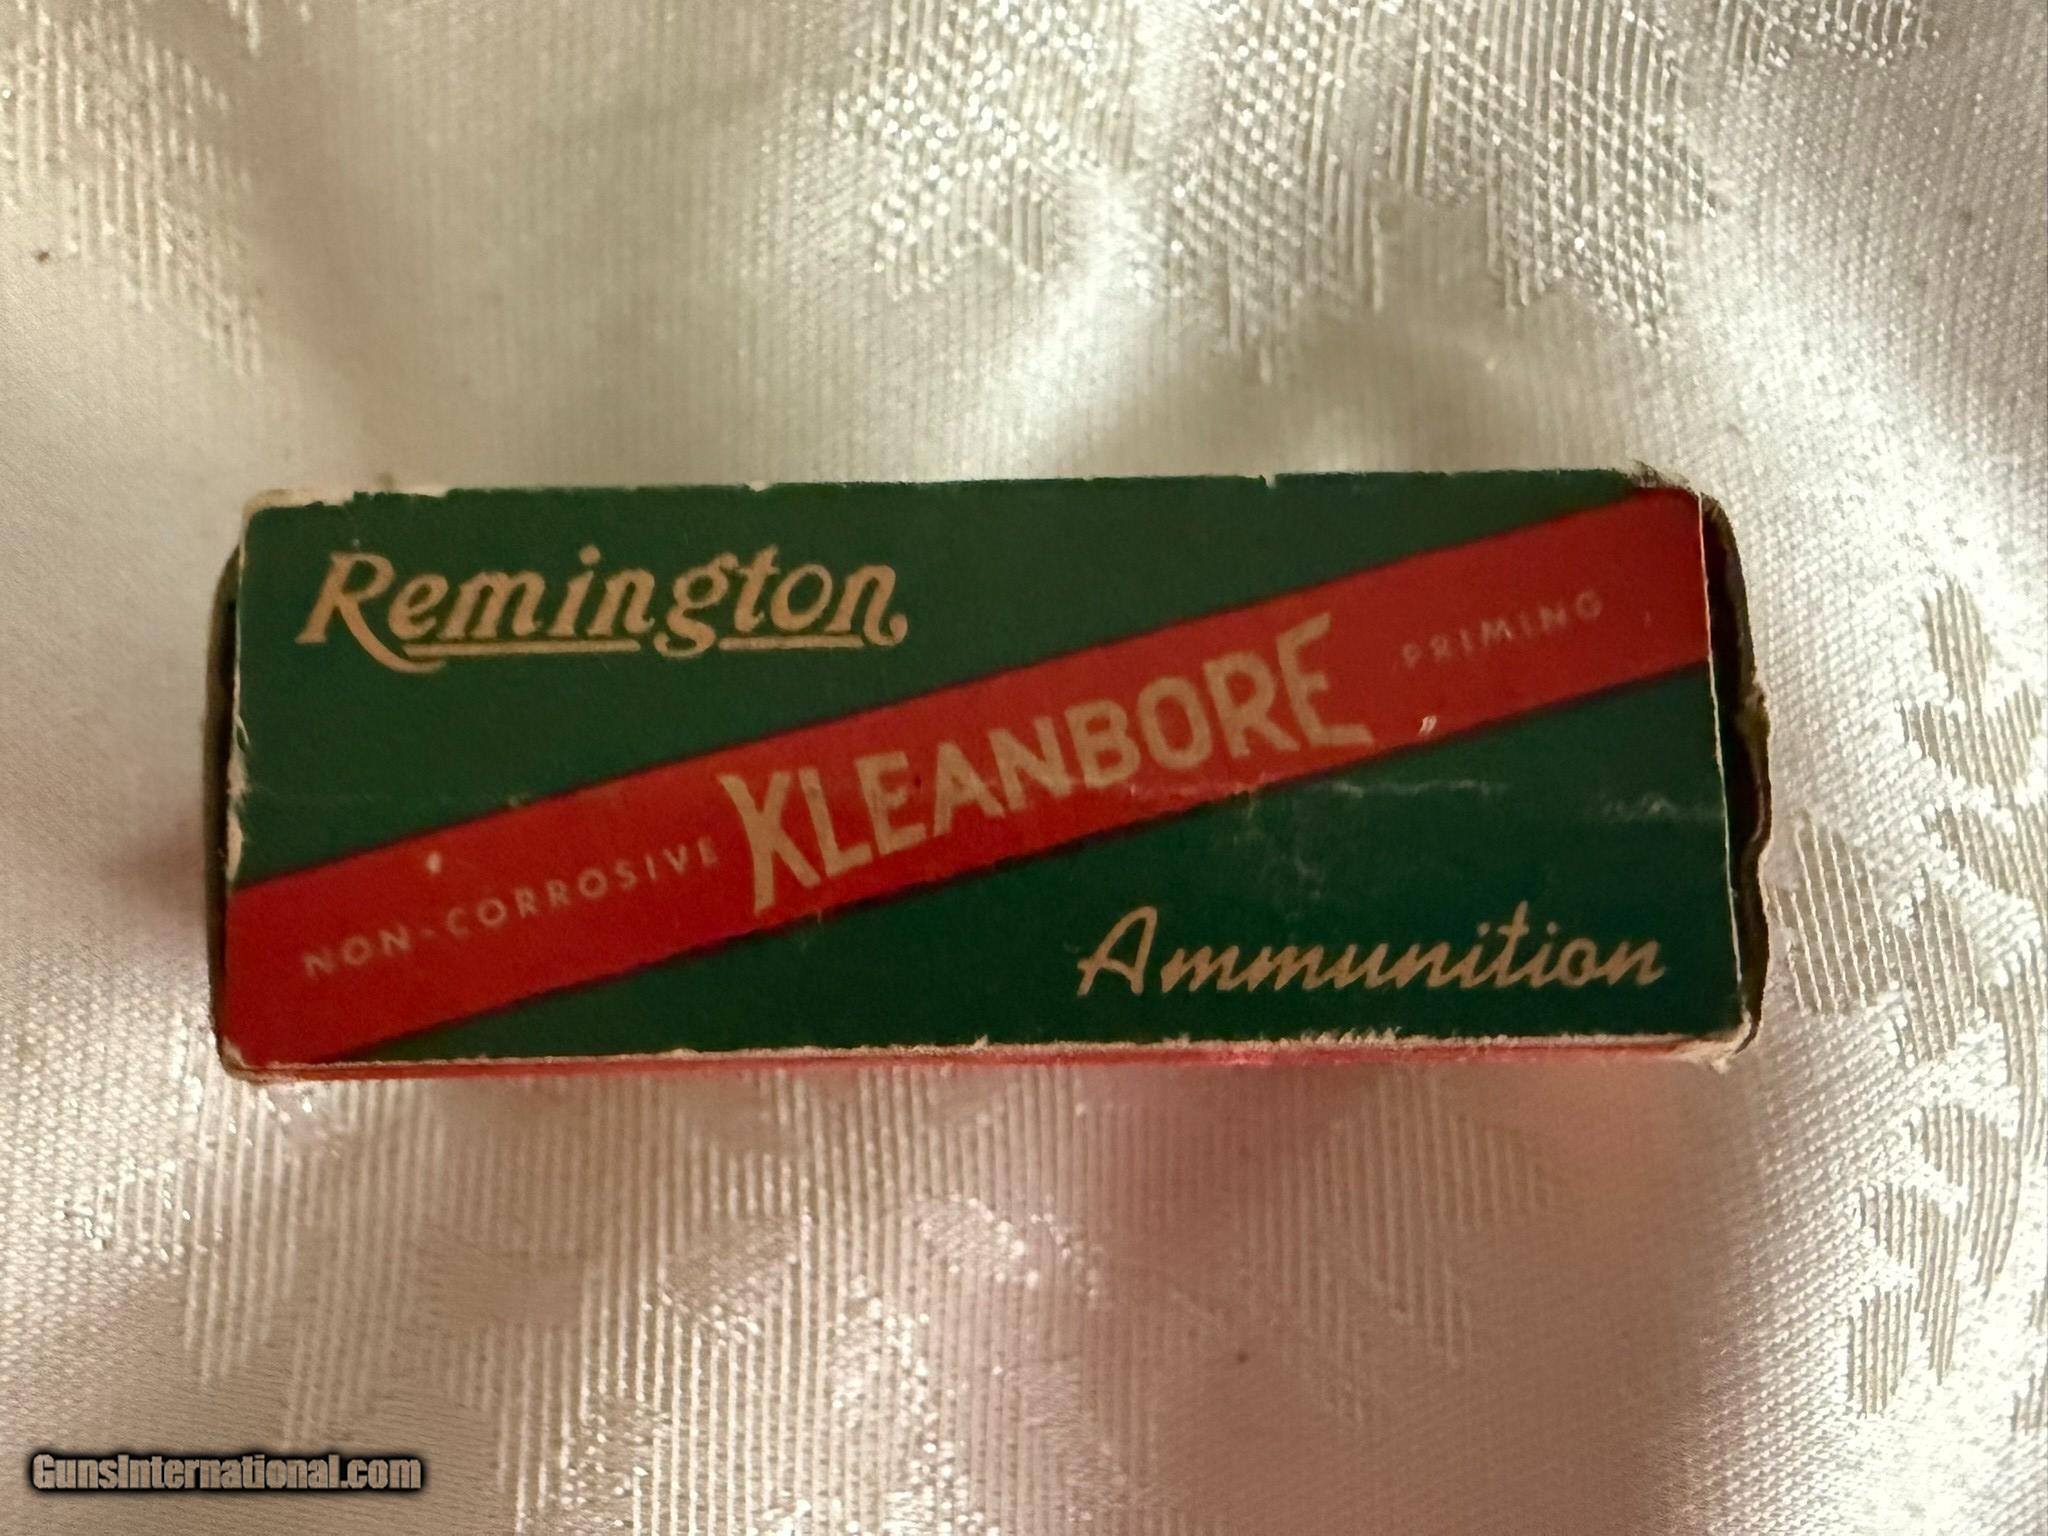 Remington
NON-CORROSIVE KLEANBORE PRIMING
Ammunition
GunsInternational.com